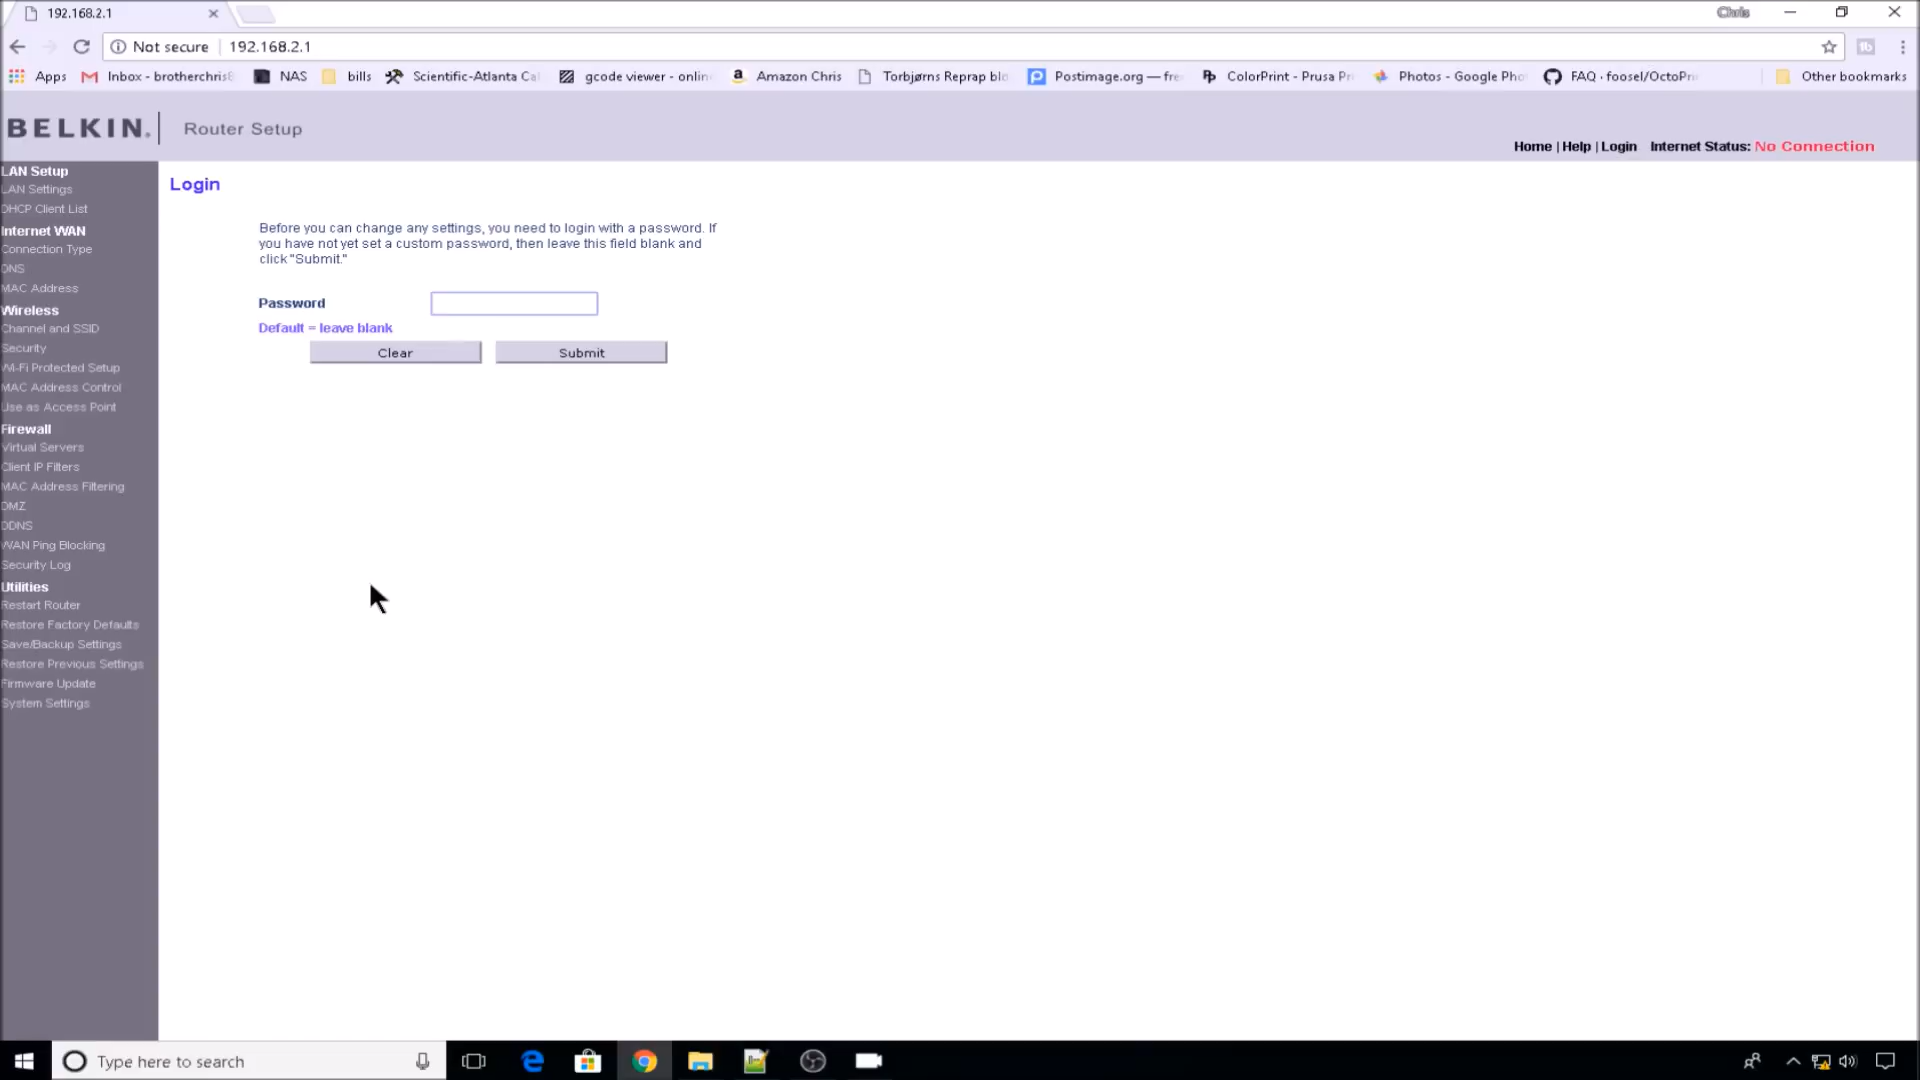 192.168.2.1
Chris
Not secure 192.168.2.1
Apps Inbox - brotherchris8 NAS bills Scientific-Atlanta Ca gcode viewer - onlin Amazon Chris Torbjørns Reprap blo Postimage.org — fre ColorPrint - Prusa Pr Photos - Google Pho FAQ · foosel/OctoPri Other bookmarks
BELKIN. Router Setup
Home | Help | Login Internet Status: No Connection
LAN Setup
LAN Settings
DHCP Client List
Internet WAN
Connection Type
DNS
MAC Address
Wireless
Channel and SSID
Security
Wi-Fi Protected Setup
MAC Address Control
Use as Access Point
Firewall
Virtual Servers
Client IP Filters
MAC Address Filtering
DMZ
DDNS
WAN Ping Blocking
Security Log
Utilities
Restart Router
Restore Factory Defaults
Save/Backup Settings
Restore Previous Settings
Firmware Update
System Settings
Login
Before you can change any settings, you need to login with a password. If
you have not yet set a custom password, then leave this field blank and
click "Submit."
Password
Default = leave blank
Clear Submit
Type here to search